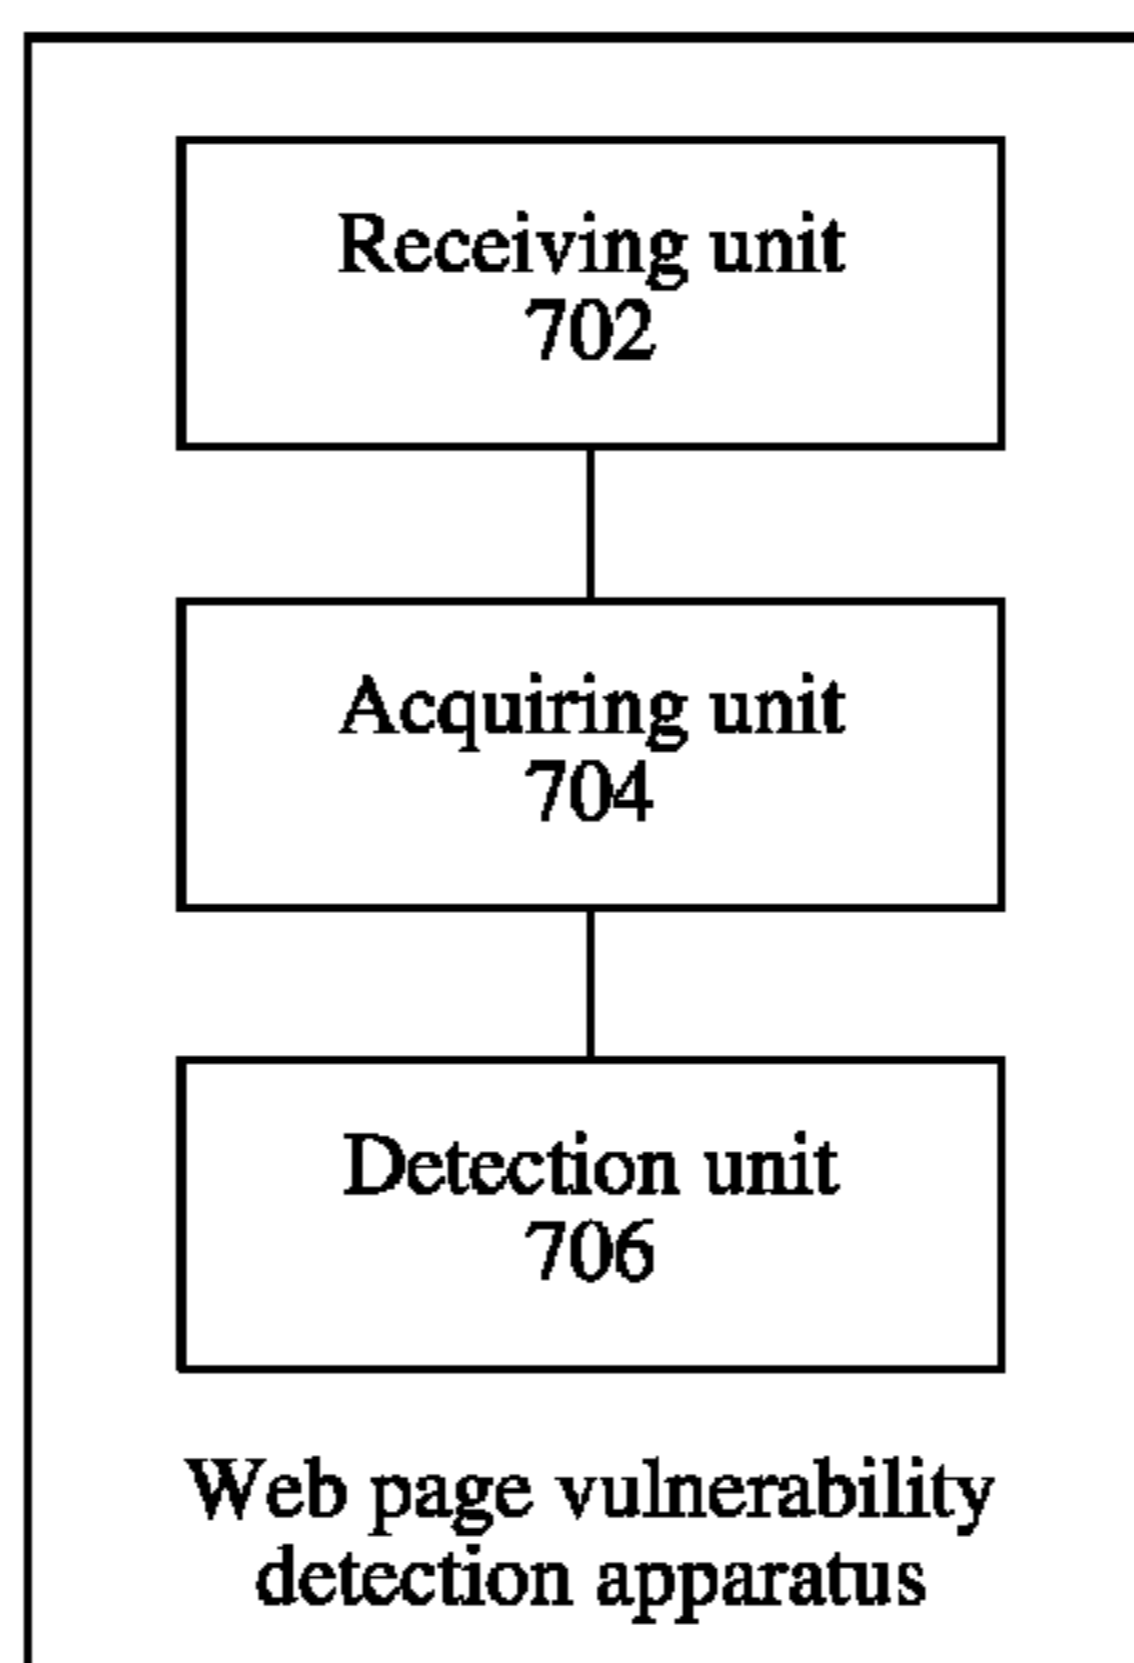 Receiving unit
702
Acquiring unit
704
Detection unit
706
Web page vulnerability
detection apparatus